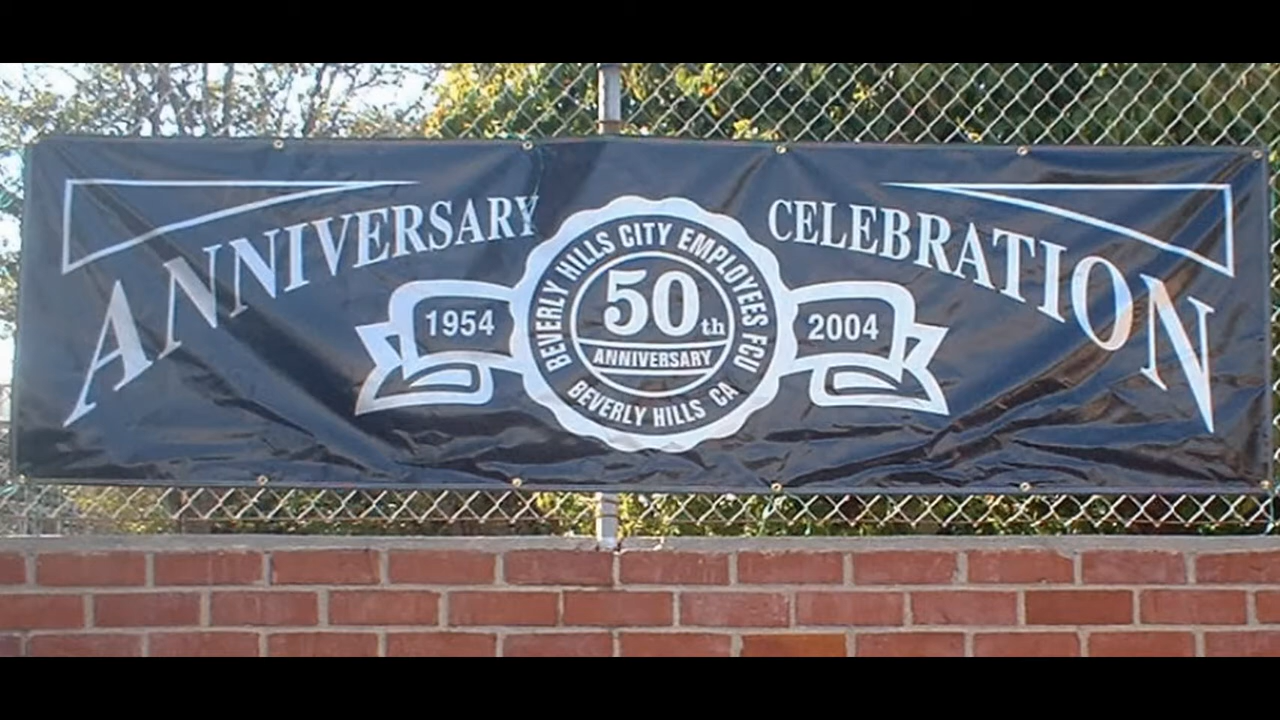 ANNIVERSARY CELEBRATION
BEVERLY HILLS CITY EMPLOYEES FCU
1954
50th
2004
ANNIVERSARY
BEVERLY HILLS CA